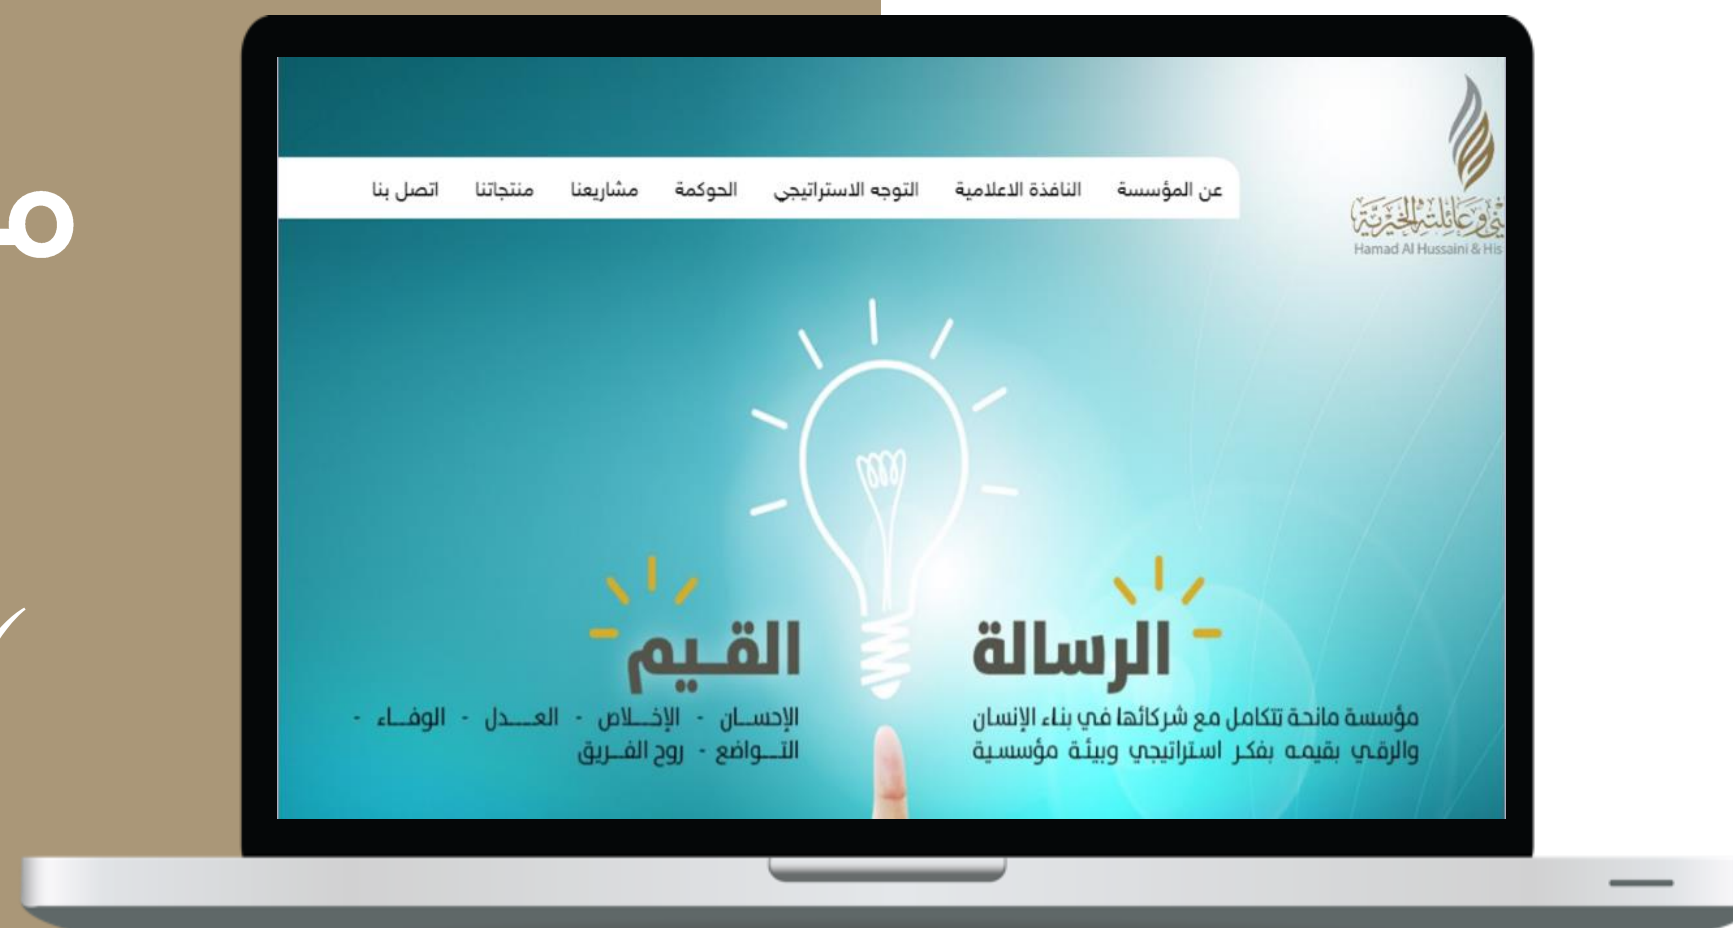 عن المؤسسة   النافذة الاعلامية   التوجه الاستراتيجي   الحوكمة   مشاريعنا   منتجاتنا   اتصل بنا
وعائلته الخيرية
Hamad Al Hussaini & His
الرسالة
مؤسسة مانحة تتكامل مع شركائها في بناء الإنسان
والرقي بقيمه بفكر استراتيجي وبيئة مؤسسية
القيم
الإحسان - الإخلاص - العدل - الوفاء -
التواضع - روح الفريق